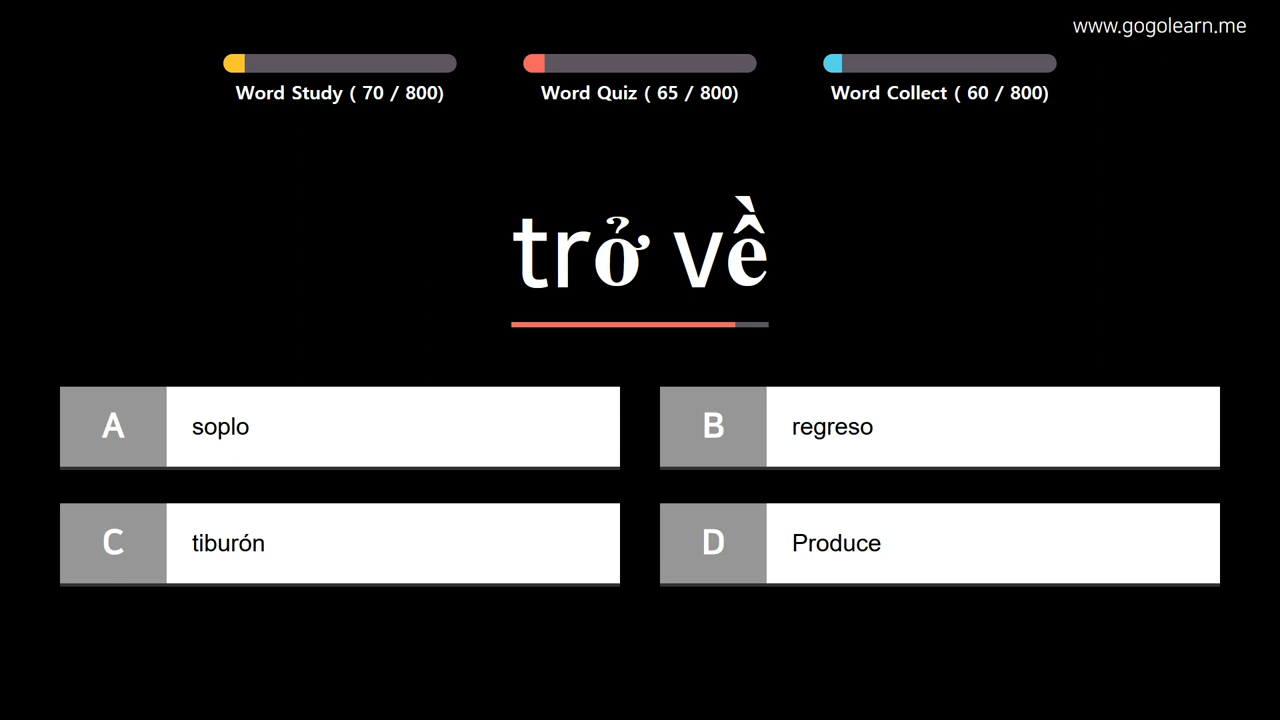 www.gogolearn.me
Word Study ( 70 / 800)
Word Quiz ( 65 / 800)
Word Collect ( 60 / 800)
trở về
A soplo
B regreso
C tiburón
D Produce